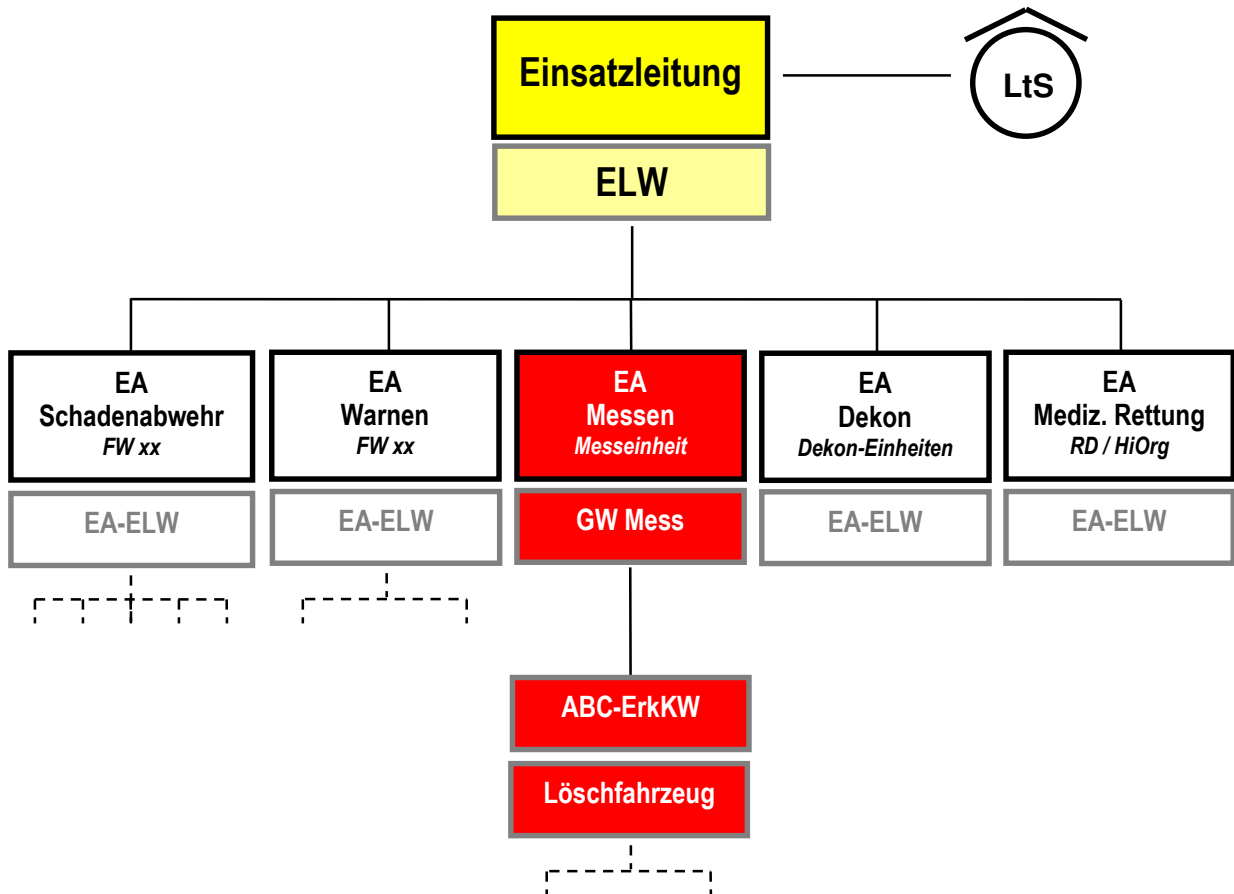 Einsatzleitung
LtS
ELW
EA
Schadenabwehr
FW xx
EA
Warnen
FW xx
EA
Messen
Messeinheit
EA
Dekon
Dekon-Einheiten
EA
Mediz. Rettung
RD / HiOrg
EA-ELW
EA-ELW
GW Mess
EA-ELW
EA-ELW
ABC-ErkKW
Löschfahrzeug